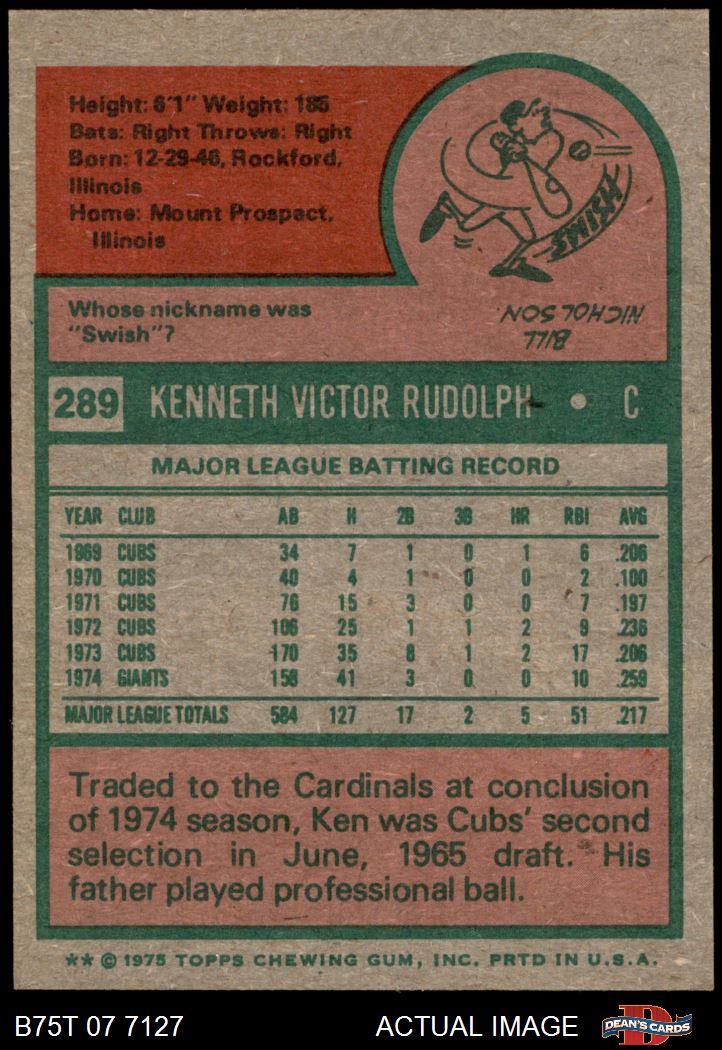 Height: 6'1" Weight: 185
Bats: Right Throws: Right
Born: 12-29-46, Rockford,
Illinois
Home: Mount Prospect,
Illinois
SWISH
Whose nickname was
"Swish"?
BILL
NICHOLSON.
289 KENNETH VICTOR RUDOLPH • C
MAJOR LEAGUE BATTING RECORD
YEAR CLUB AB H 2B 3B HR RBI AVG
1969 CUBS 34 7 1 0 1 6 .206
1970 CUBS 40 4 1 0 0 2 .100
1971 CUBS 76 15 3 0 0 7 .197
1972 CUBS 106 25 1 1 2 9 .236
1973 CUBS 170 35 8 1 2 17 .206
1974 GIANTS 158 41 3 0 0 10 .259
MAJOR LEAGUE TOTALS 584 127 17 2 5 51 .217
Traded to the Cardinals at conclusion
of 1974 season, Ken was Cubs' second
selection in June, 1965 draft. His
father played professional ball.
** © 1975 TOPPS CHEWING GUM, INC. PRTD IN U.S.A.
B75T 07 7127 ACTUAL IMAGE DEAN'S CARDS